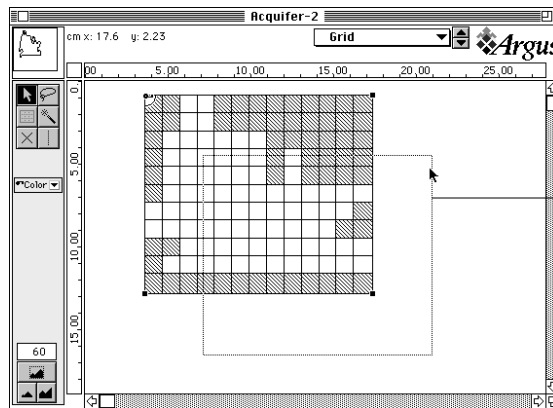 Acquifer-2
cm x: 17.6 y: 2.23
Grid
Argus
00 5.00 10.00 15.00 20.00 25.00
0.
5.00
10.00
15.00
Color
60